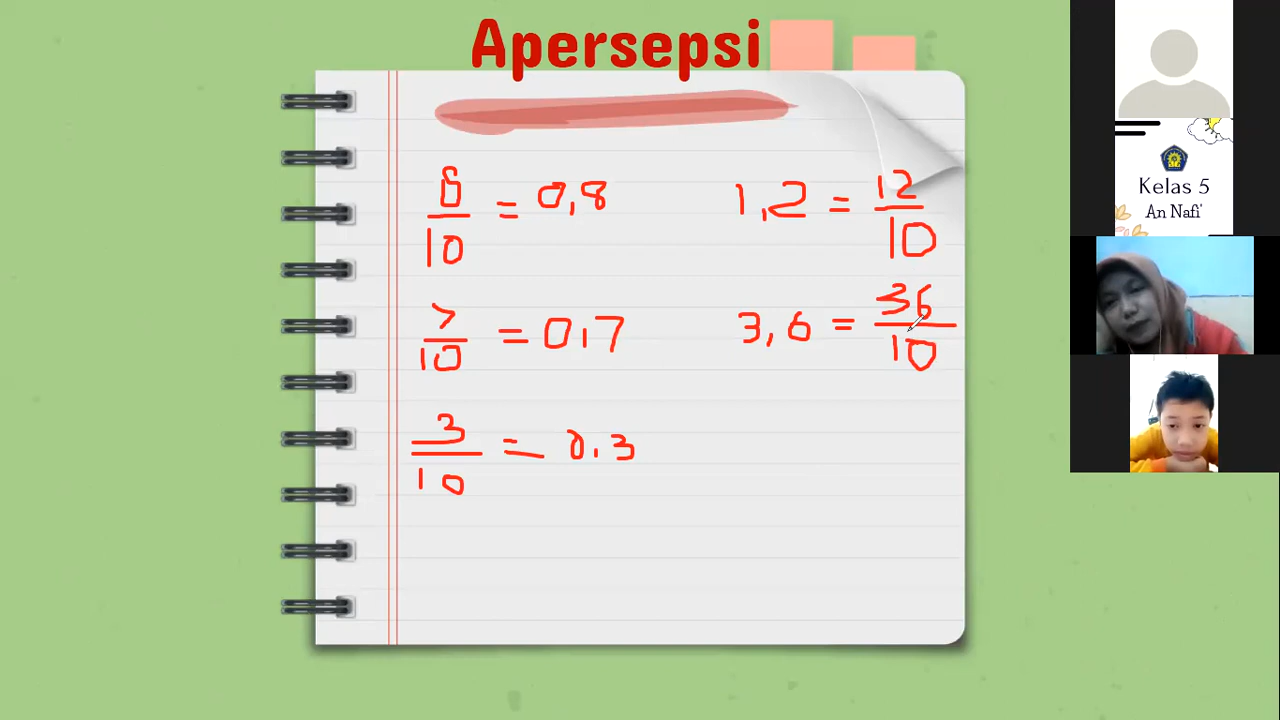 Apersepsi
8/10 = 0,8
7/10 = 0,7
3/10 = 0.3
1,2 = 12/10
3,6 = 36/10
Kelas 5
An Nafi'